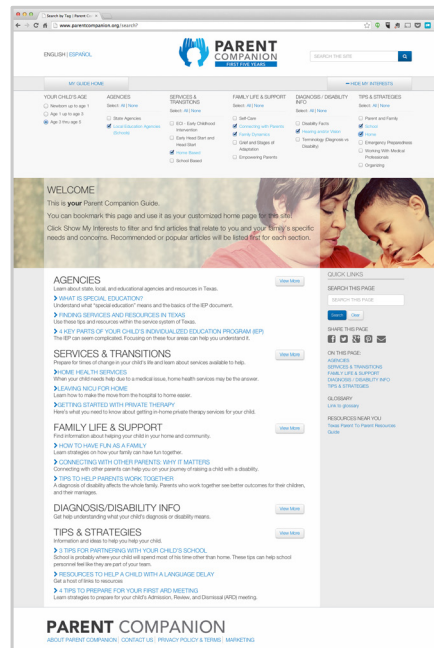 Search by Tag | Parent Co
www.parentcompanion.org/search?
ENGLISH | ESPAÑOL
PARENT
COMPANION
FIRST FIVE YEARS
SEARCH THE SITE
MY GUIDE HOME
HIDE MY INTERESTS
YOUR CHILD'S AGE
Newborn up to age 1
Age 1 up to age 3
Age 3 thru age 5
AGENCIES
Select: All | None
State Agencies
Local Education Agencies
(Schools)
SERVICES &
TRANSITIONS
Select: All | None
ECI - Early Childhood
Intervention
Early Head Start and
Head Start
Home Based
School Based
FAMILY LIFE & SUPPORT
Select: All | None
Self-Care
Connecting with Parents
Family Dynamics
Grief and Stages of
Adaptation
Empowering Parents
DIAGNOSIS / DISABILITY
INFO
Select: All | None
Disability Facts
Hearing and/or Vision
Terminology (Diagnosis vs
Disability)
TIPS & STRATEGIES
Select: All | None
Parent and Family
School
Home
Emergency Preparedness
Working With Medical
Professionals
Organizing
WELCOME
This is your Parent Companion Guide.
You can bookmark this page and use it as your customized home page for this site!
Click Show My Interests to filter and find articles that relate to you and your family's specific
needs and concerns. Recommended or popular articles will be listed first for each section.
AGENCIES
View More
Learn about state, local, and educational agencies and resources in Texas.
WHAT IS SPECIAL EDUCATION?
Understand what "special education" means and the basics of the IEP document.
FINDING SERVICES AND RESOURCES IN TEXAS
Use these tips and resources within the service system of Texas.
4 KEY PARTS OF YOUR CHILD'S INDIVIDUALIZED EDUCATION PROGRAM (IEP)
The IEP can seem complicated. Focusing on these four areas can help you understand it.
SERVICES & TRANSITIONS
View More
Prepare for times of change in your child's life and learn about services available to help.
HOME HEALTH SERVICES
When your child needs help due to a medical issue, home health services may be the answer.
LEAVING NICU FOR HOME
Learn how to make the move from the hospital to home easier.
GETTING STARTED WITH PRIVATE THERAPY
Here's what you need to know about getting in-home private therapy services for your child.
FAMILY LIFE & SUPPORT
View More
Find information about helping your child in your home and community.
HOW TO HAVE FUN AS A FAMILY
Learn strategies on how your family can have fun together.
CONNECTING WITH OTHER PARENTS: WHY IT MATTERS
Connecting with other parents can help you on your journey of raising a child with a disability.
TIPS TO HELP PARENTS WORK TOGETHER
A diagnosis of disability affects the whole family. Parents who work together see better outcomes for their children,
and their marriages.
DIAGNOSIS/DISABILITY INFO
View More
Get help understanding what your child's diagnosis or disability means.
TIPS & STRATEGIES
View More
Information and ideas to help you help your child.
3 TIPS FOR PARTNERING WITH YOUR CHILD'S SCHOOL
School is probably where your child will spend most of his time other than home. These tips can help school
personnel feel like they are part of your team.
RESOURCES TO HELP A CHILD WITH A LANGUAGE DELAY
Get a host of links to resources
4 TIPS TO PREPARE FOR YOUR FIRST ARD MEETING
Learn strategies to prepare for your child's Admission, Review, and Dismissal (ARD) meeting.
QUICK LINKS
SEARCH THIS PAGE
SEARCH THIS PAGE
Search Clear
SHARE THIS PAGE
ON THIS PAGE:
AGENCIES
SERVICES & TRANSITIONS
FAMILY LIFE & SUPPORT
DIAGNOSIS / DISABILITY INFO
TIPS & STRATEGIES
GLOSSARY
Link to glossary
RESOURCES NEAR YOU
Texas Parent To Parent Resources
Guide
PARENT COMPANION
ABOUT PARENT COMPANION | CONTACT US | PRIVACY POLICY & TERMS | MARKETING